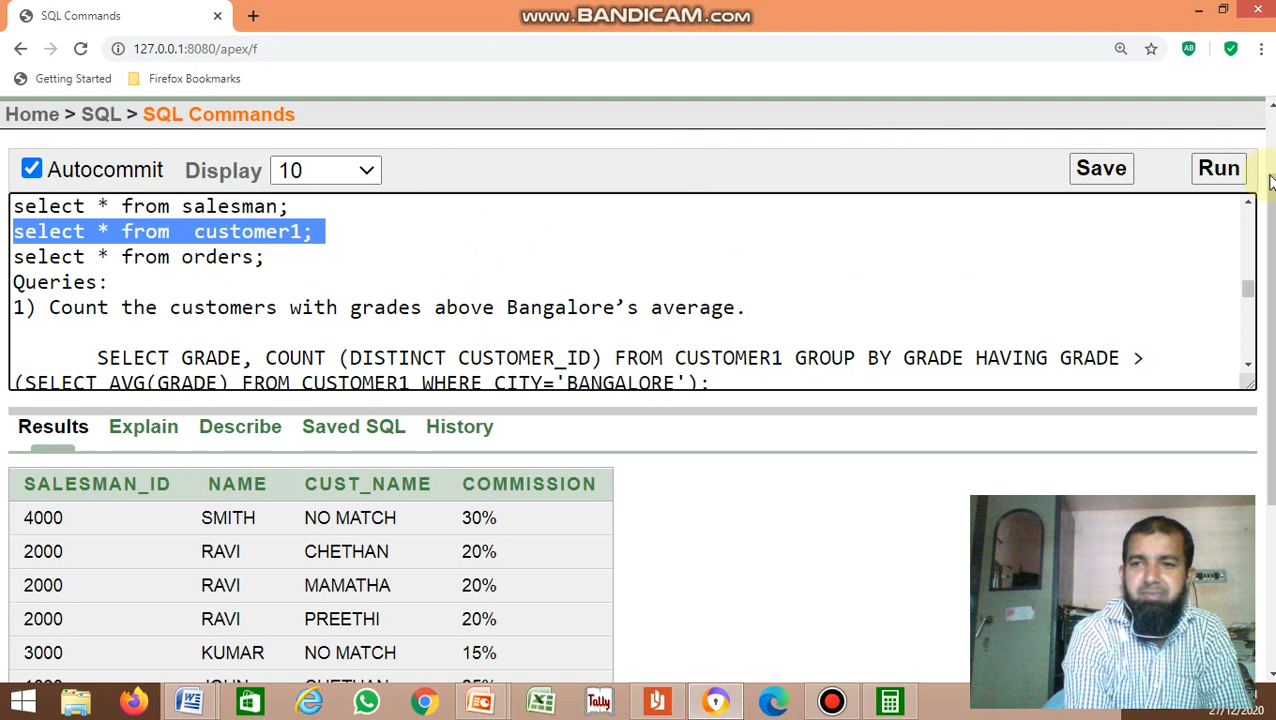 SQL Commands
www.BANDICAM.com
127.0.0.1:8080/apex/f
AB
Getting Started
Firefox Bookmarks
Home > SQL > SQL Commands
Autocommit Display 10 Save Run
select * from salesman;
select * from  customer1;
select * from orders;
Queries:
1) Count the customers with grades above Bangalore’s average.
SELECT GRADE, COUNT (DISTINCT CUSTOMER_ID) FROM CUSTOMER1 GROUP BY GRADE HAVING GRADE >
(SELECT AVG(GRADE) FROM CUSTOMER1 WHERE CITY='BANGALORE');
Results Explain Describe Saved SQL History
SALESMAN_ID NAME CUST_NAME COMMISSION
4000 SMITH NO MATCH 30%
2000 RAVI CHETHAN 20%
2000 RAVI MAMATHA 20%
2000 RAVI PREETHI 20%
3000 KUMAR NO MATCH 15%
Tally
27/12/2020